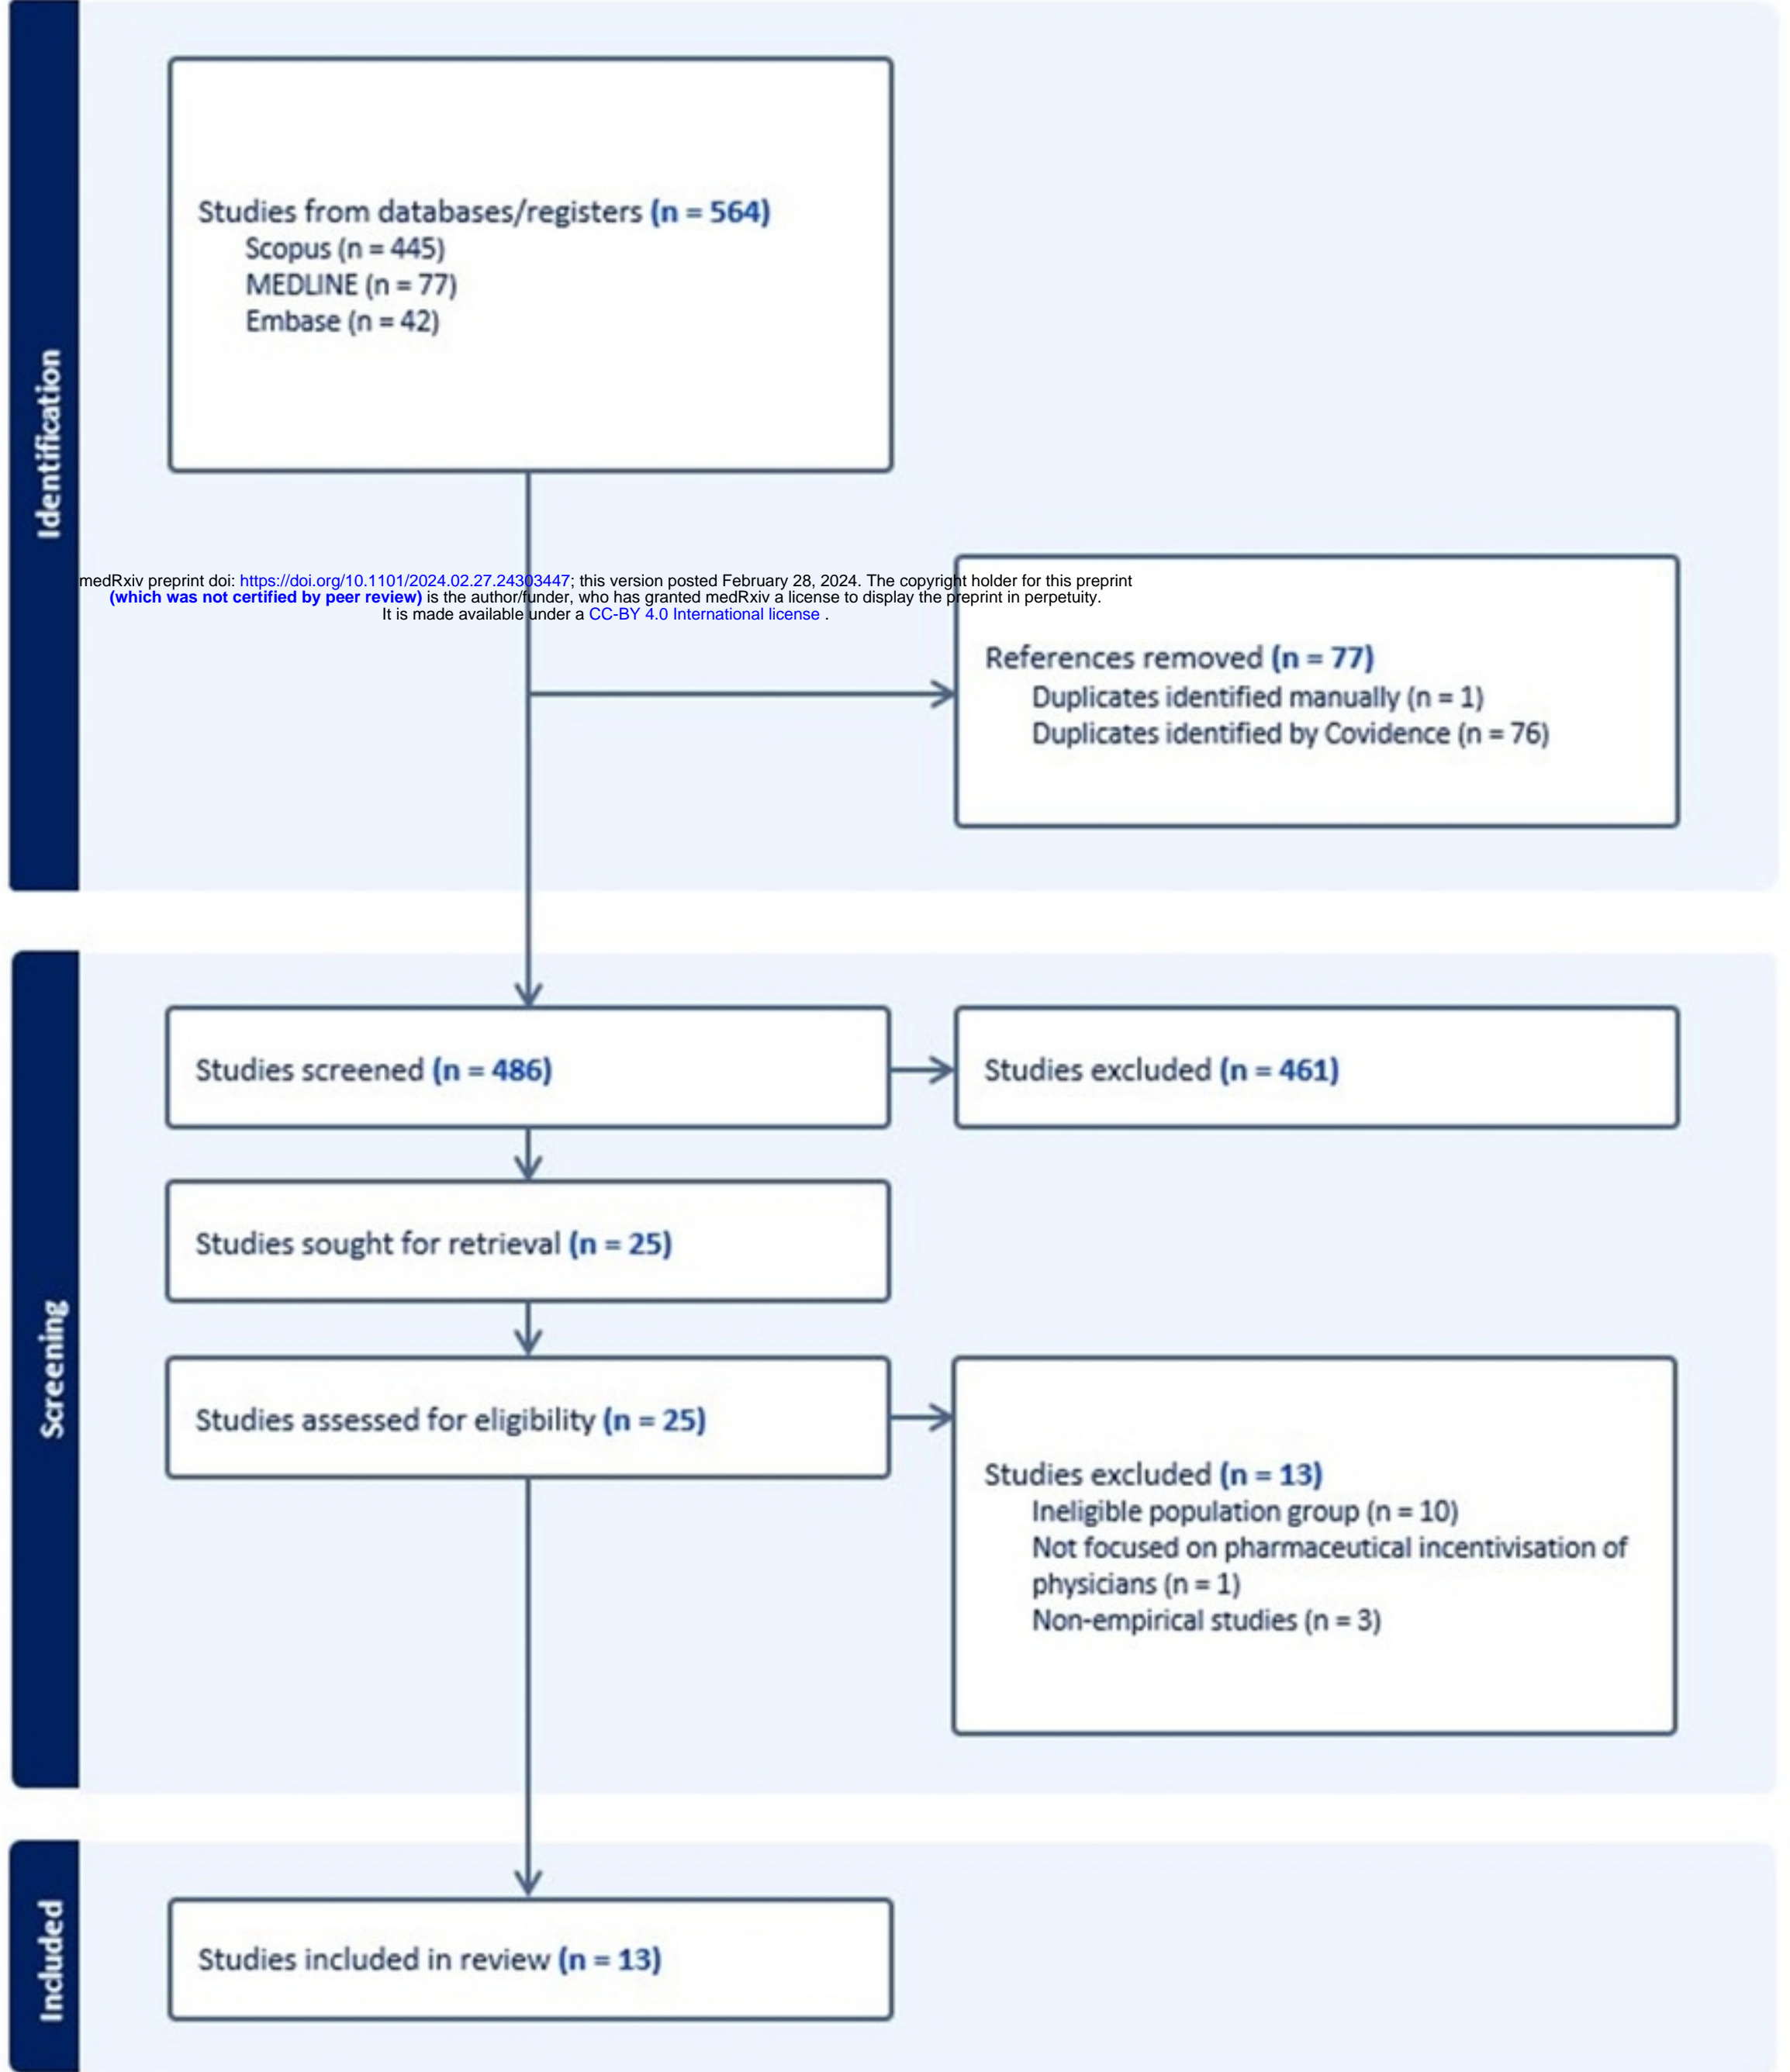 Identification
Studies from databases/registers (n = 564)
Scopus (n = 445)
MEDLINE (n = 77)
Embase (n = 42)
medRxiv preprint doi: https://doi.org/10.1101/2024.02.27.24303447; this version posted February 28, 2024. The copyright holder for this preprint
(which was not certified by peer review) is the author/funder, who has granted medRxiv a license to display the preprint in perpetuity.
It is made available under a CC-BY 4.0 International license .
References removed (n = 77)
Duplicates identified manually (n = 1)
Duplicates identified by Covidence (n = 76)
Screening
Studies screened (n = 486)
Studies excluded (n = 461)
Studies sought for retrieval (n = 25)
Studies assessed for eligibility (n = 25)
Studies excluded (n = 13)
Ineligible population group (n = 10)
Not focused on pharmaceutical incentivisation of
physicians (n = 1)
Non-empirical studies (n = 3)
Included
Studies included in review (n = 13)